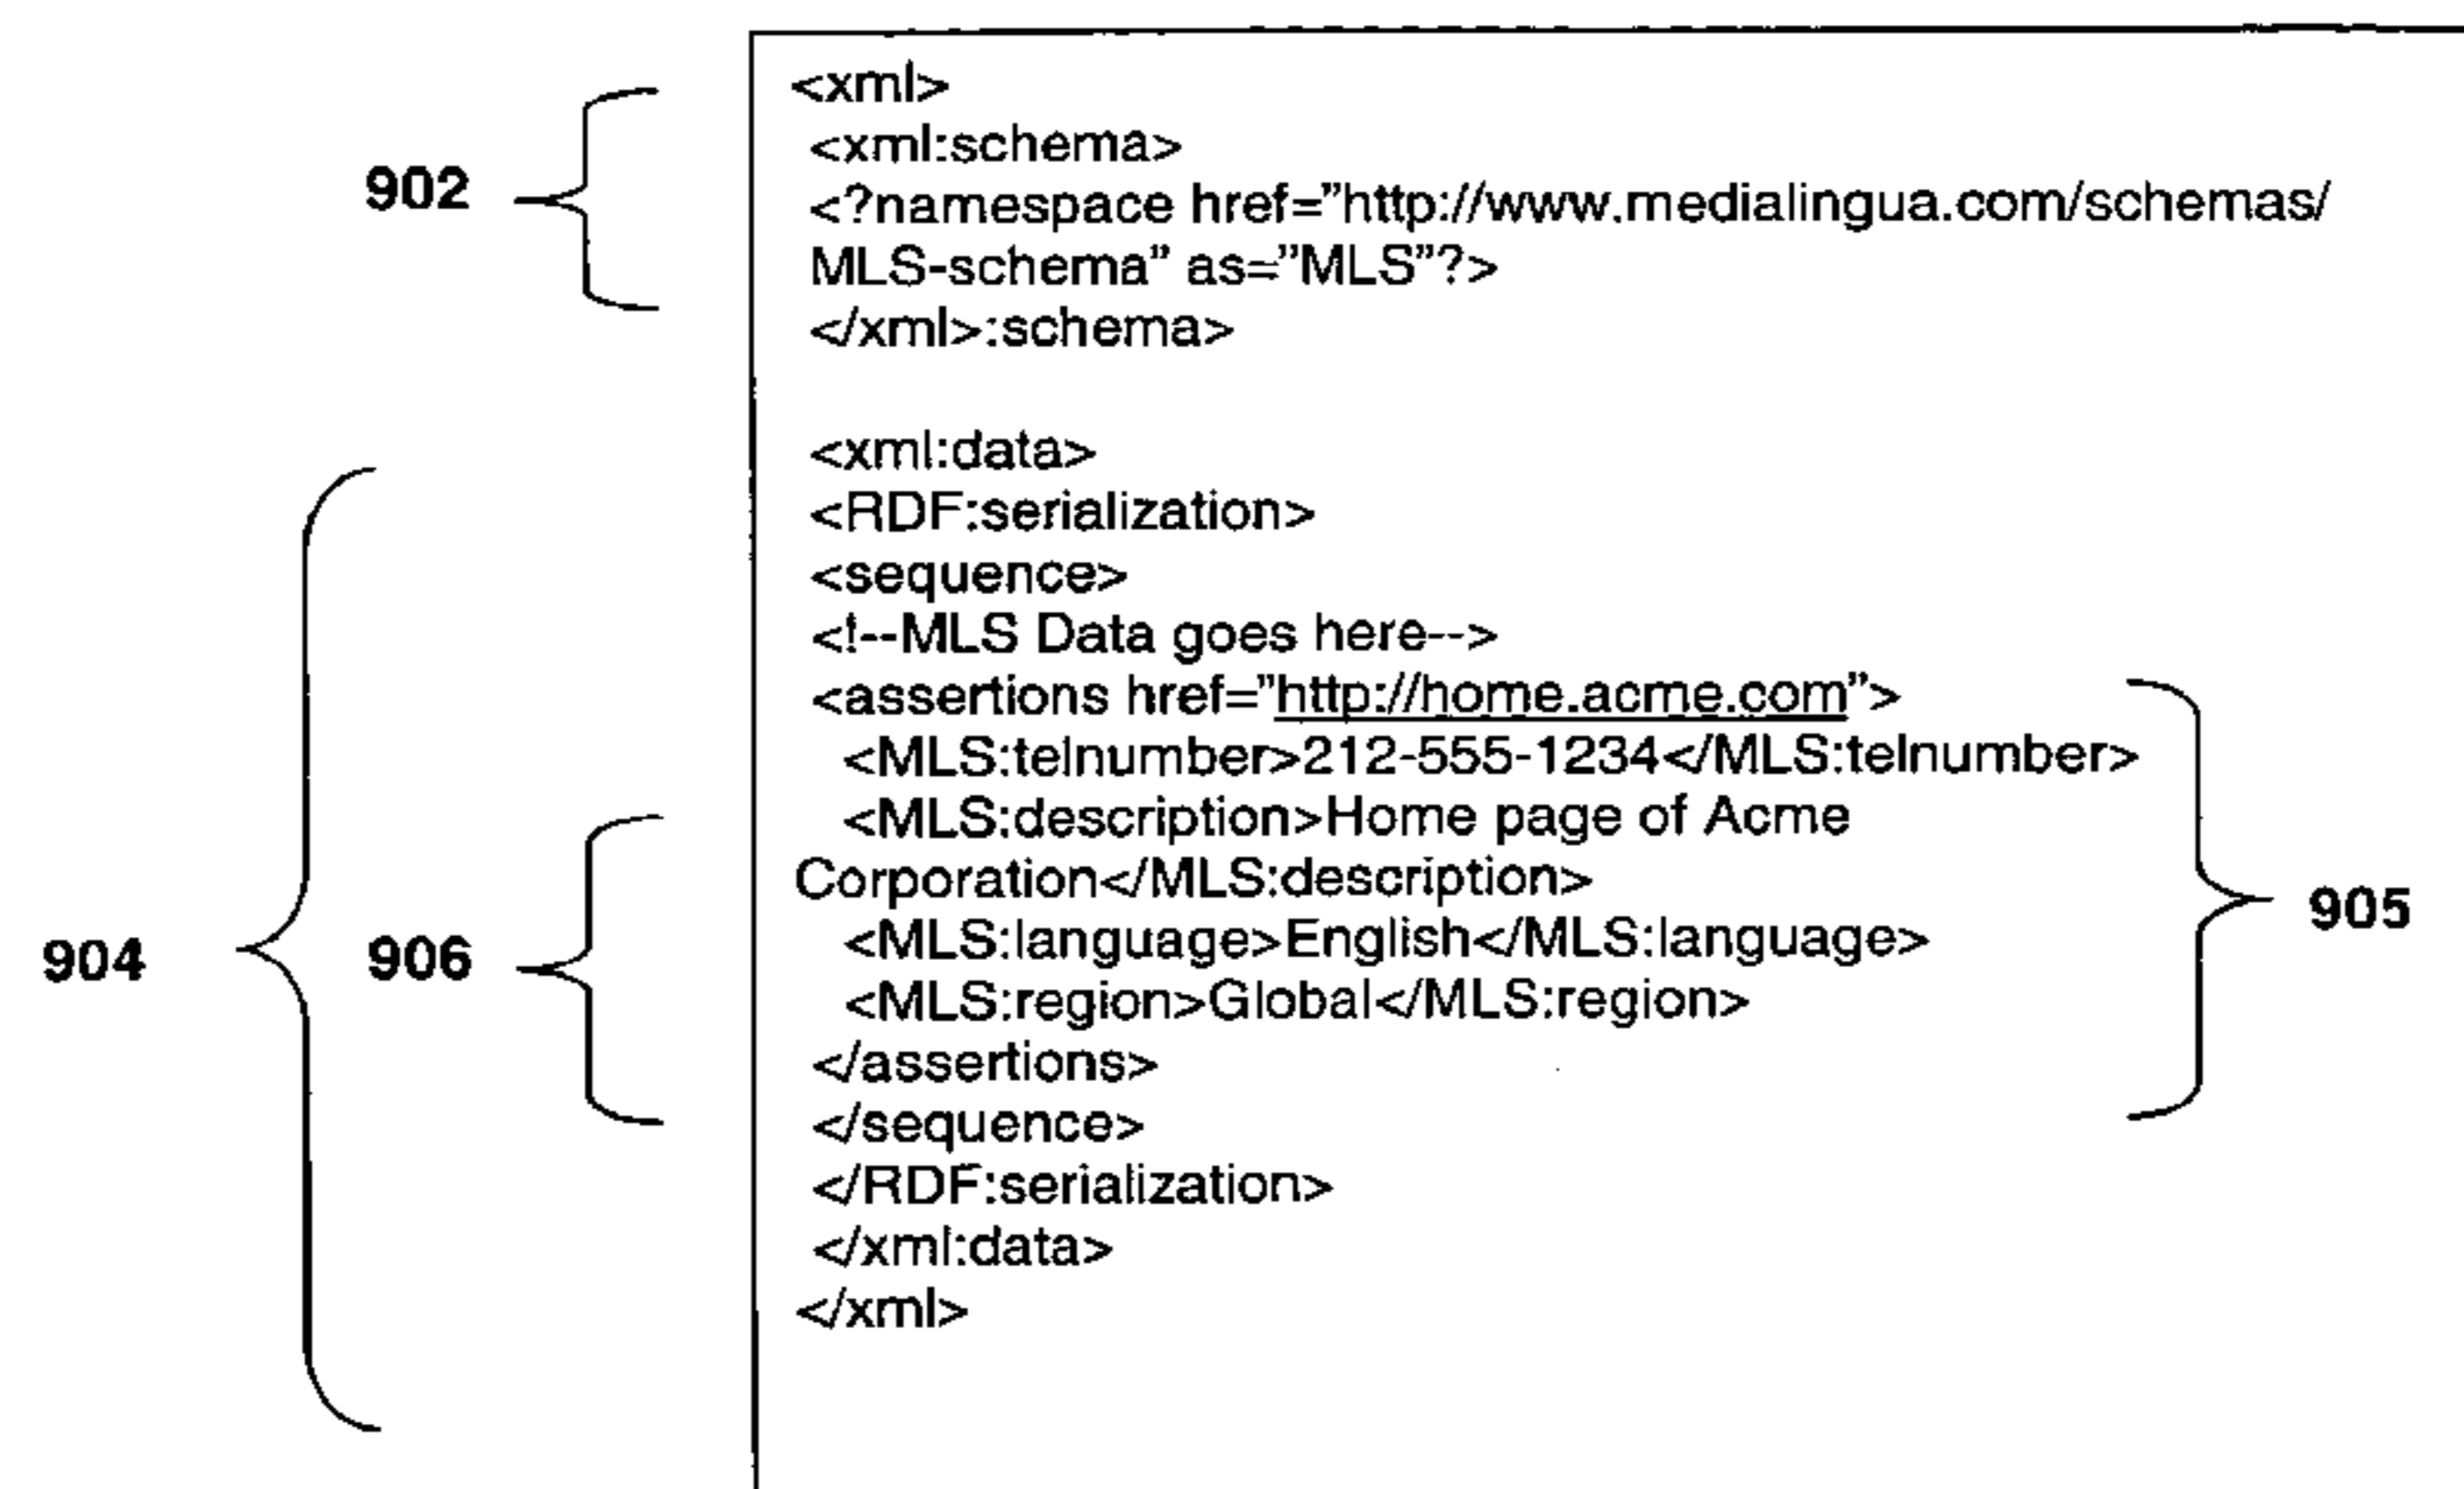 <xml>
<xml:schema>
902
<?namespace href=”http://www.medialingua.com/schemas/
MLS-schema” as=”MLS”?>
</xml>:schema>
<xml:data>
<RDF:serialization>
<sequence>
<!--MLS Data goes here-->
<assertions href=”http://home.acme.com”>
<MLS:telnumber>212-555-1234</MLS:telnumber>
<MLS:description>Home page of Acme
Corporation</MLS:description>
905
<MLS:language>English</MLS:language>
904
906
<MLS:region>Global</MLS:region>
</assertions>
</sequence>
</RDF:serialization>
</xml:data>
</xml>